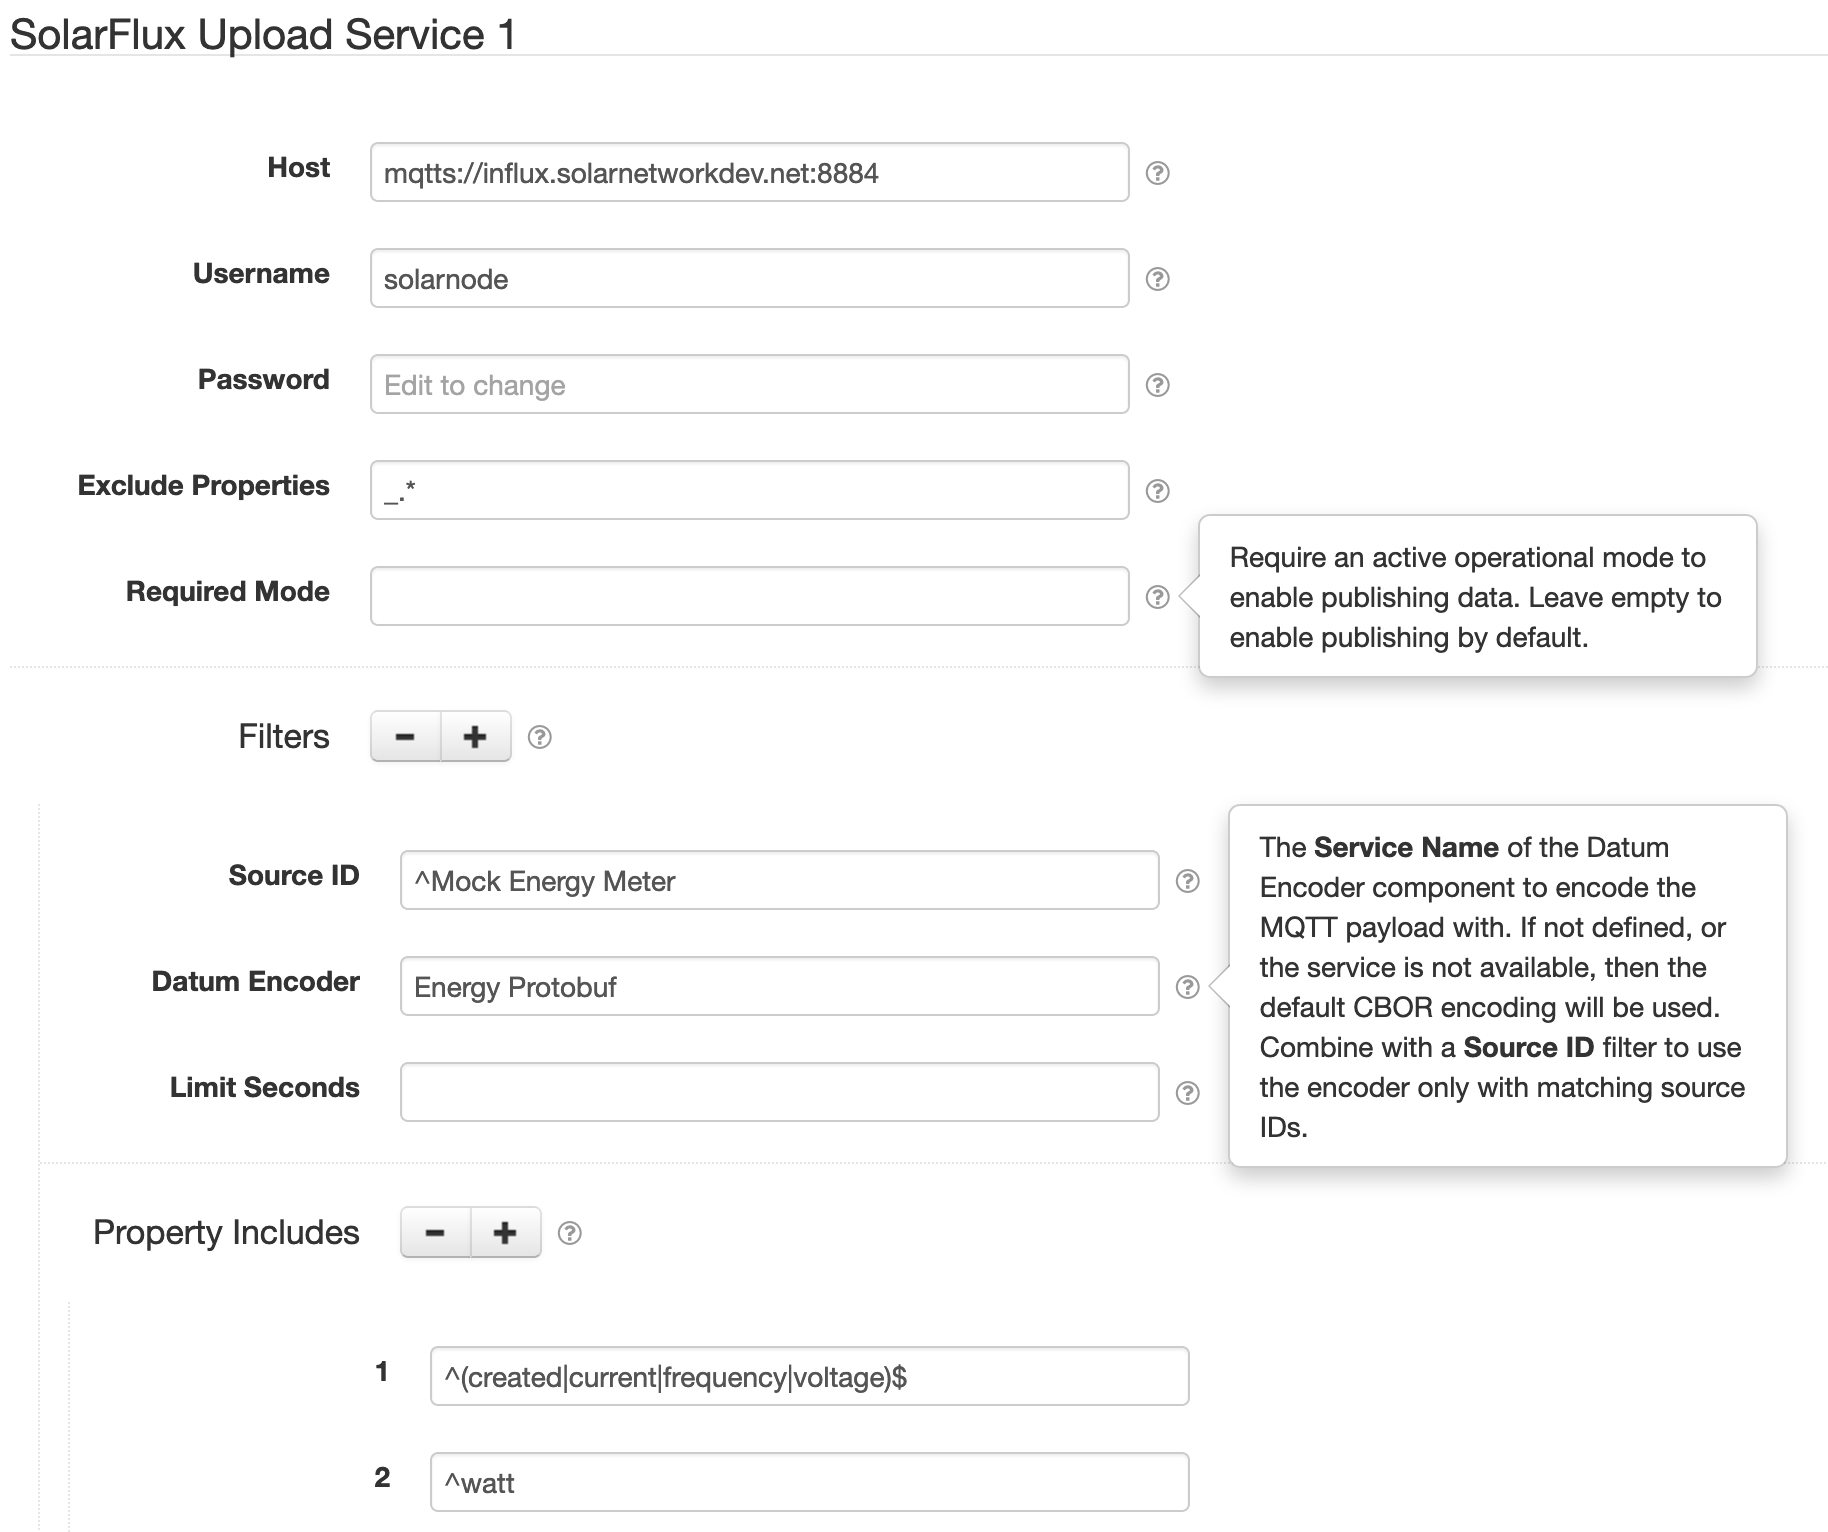 SolarFlux Upload Service 1
Host
mqtts://influx.solarnetworkdev.net:8884
Username
solarnode
Password
Edit to change
Exclude Properties
_.*
Required Mode
Require an active operational mode to
enable publishing data. Leave empty to
enable publishing by default.
Filters
- +
Source ID
^Mock Energy Meter
Datum Encoder
Energy Protobuf
The Service Name of the Datum
Encoder component to encode the
MQTT payload with. If not defined, or
the service is not available, then the
default CBOR encoding will be used.
Combine with a Source ID filter to use
the encoder only with matching source
IDs.
Limit Seconds
Property Includes
- +
1
^(created|current|frequency|voltage)$
2
^watt